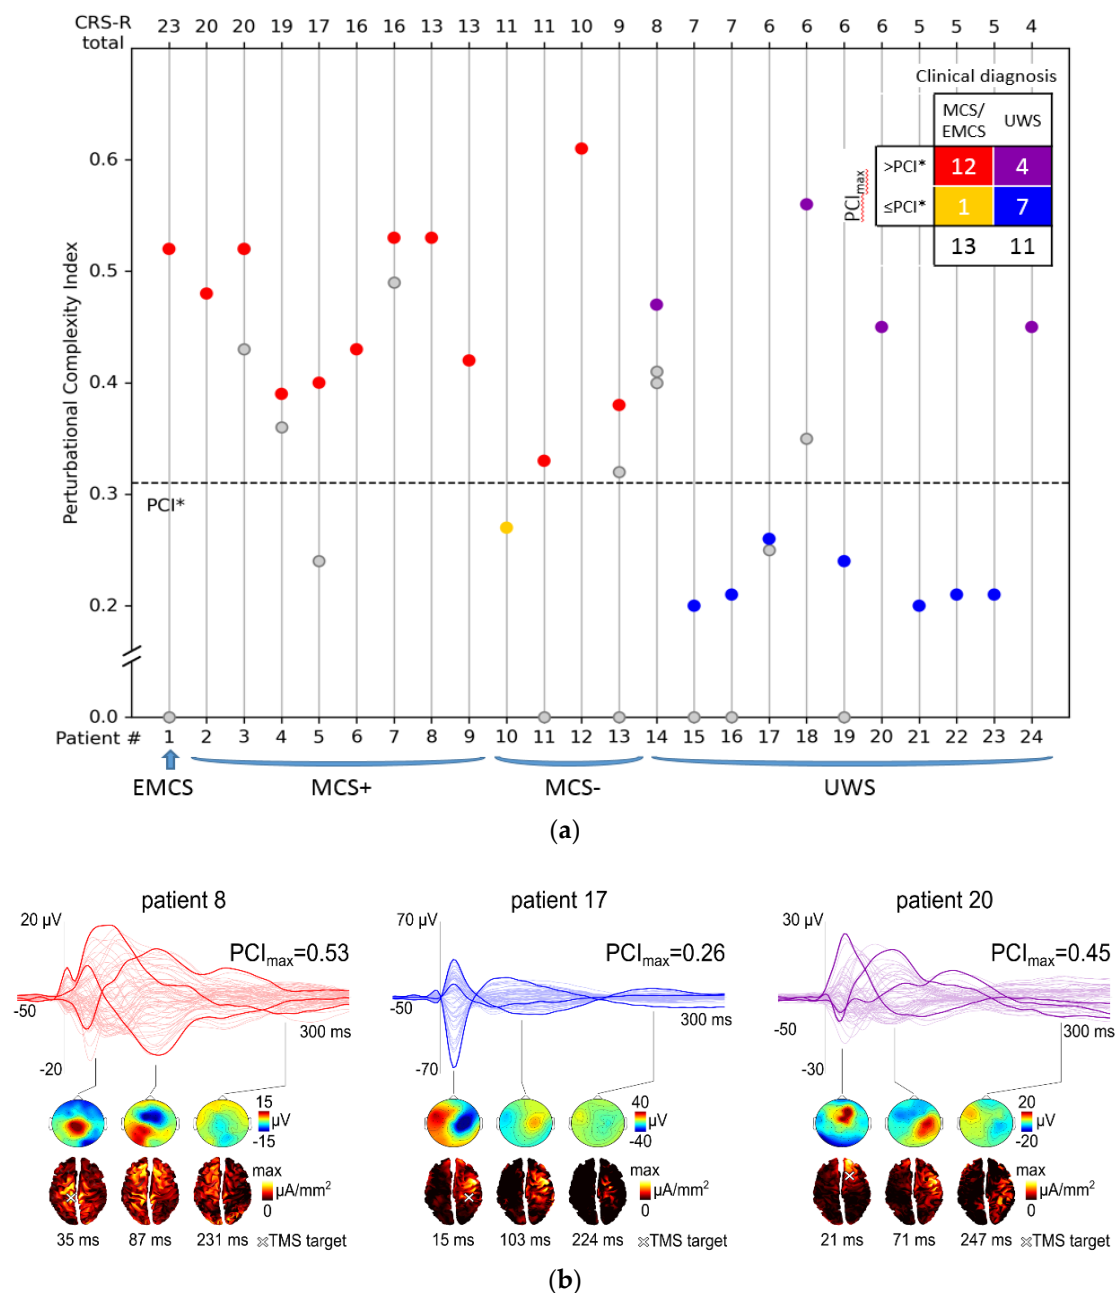 CRS-R total 23 20 20 19 17 16 16 13 13 11 11 10 9 8 7 7 6 6 6 6 5 5 5 4
Clinical diagnosis
MCS/ EMCS UWS
PCImax
>PCI* 12 4
≤PCI* 1 7
13 11
Perturbational Complexity Index
0.6
0.5
0.4
0.3
PCI*
0.2
0.0
Patient # 1 2 3 4 5 6 7 8 9 10 11 12 13 14 15 16 17 18 19 20 21 22 23 24
EMCS MCS+ MCS- UWS
(a)
patient 8
20 µV
PCImax=0.53
-50
300 ms
-20
15
µV
-15
max
µA/mm²
0
35 ms 87 ms 231 ms TMS target
patient 17
70 µV
PCImax=0.26
-50
300 ms
-70
40
µV
-40
max
µA/mm²
0
15 ms 103 ms 224 ms TMS target
patient 20
30 µV
PCImax=0.45
-50
300 ms
-30
20
µV
-20
max
µA/mm²
0
21 ms 71 ms 247 ms TMS target
(b)